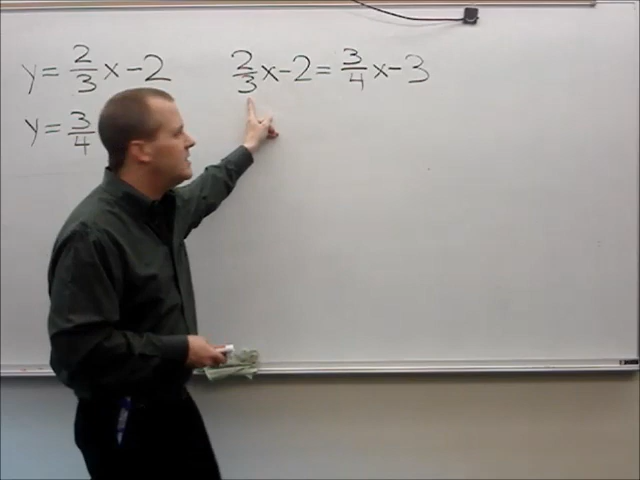 y = 2/3 x - 2
2/3 x - 2 = 3/4 x - 3
y = 3/4